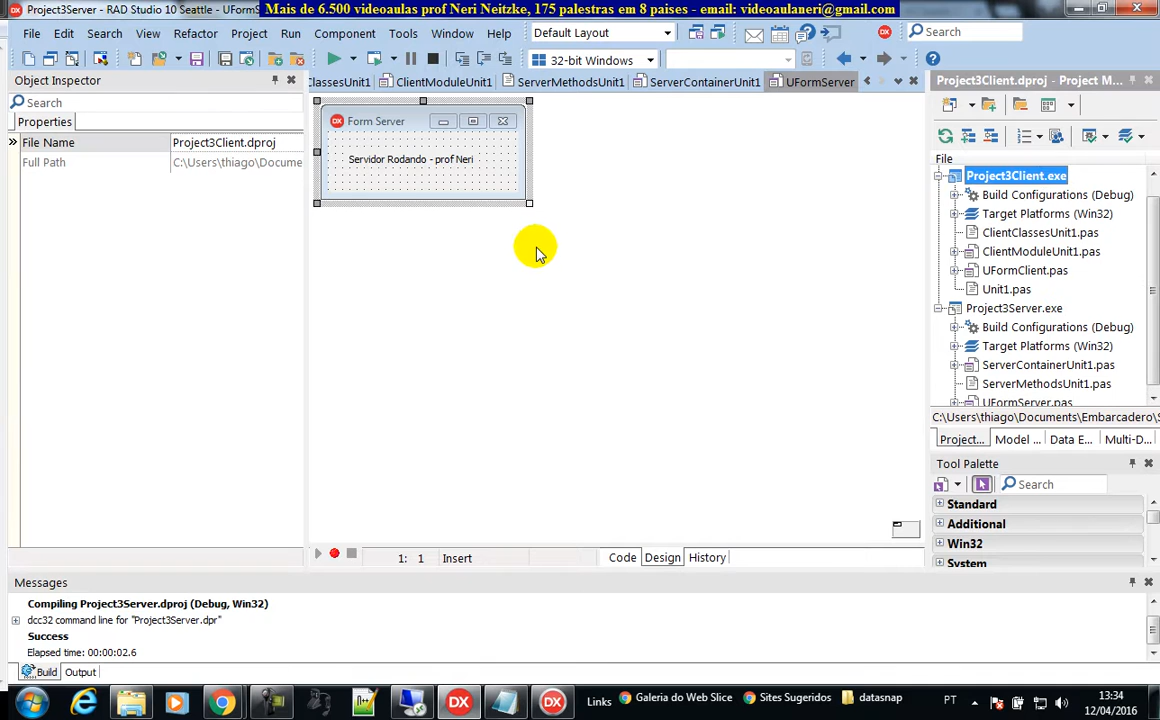 Project3Server - RAD Studio 10 Seattle - UFormS
Mais de 6.500 videoaulas prof Neri Neitzke, 175 palestras em 8 paises - email: videoaulaneri@gmail.com
File Edit Search View Refactor Project Run Component Tools Window Help
Default Layout
Search
32-bit Windows
Object Inspector
ClassesUnit1 ClientModuleUnit1 ServerMethodsUnit1 ServerContainerUnit1 UFormServer
Project3Client.dproj - Project M...
Search
Properties
File Name Project3Client.dproj
Full Path C:\Users\thiago\Docume
Form Server
Servidor Rodando - prof Neri
File
Project3Client.exe
Build Configurations (Debug)
Target Platforms (Win32)
ClientClassesUnit1.pas
ClientModuleUnit1.pas
UFormClient.pas
Unit1.pas
Project3Server.exe
Build Configurations (Debug)
Target Platforms (Win32)
ServerContainerUnit1.pas
ServerMethodsUnit1.pas
UFormServer.pas
C:\Users\thiago\Documents\Embarcadero\S
Project... Model ... Data E... Multi-D...
Tool Palette
Search
Standard
Additional
Win32
System
1: 1 Insert
Code Design History
Messages
Compiling Project3Server.dproj (Debug, Win32)
dcc32 command line for "Project3Server.dpr"
Success
Elapsed time: 00:00:02.6
Build Output
Links Galeria do Web Slice Sites Sugeridos datasnap
PT
13:34
12/04/2016